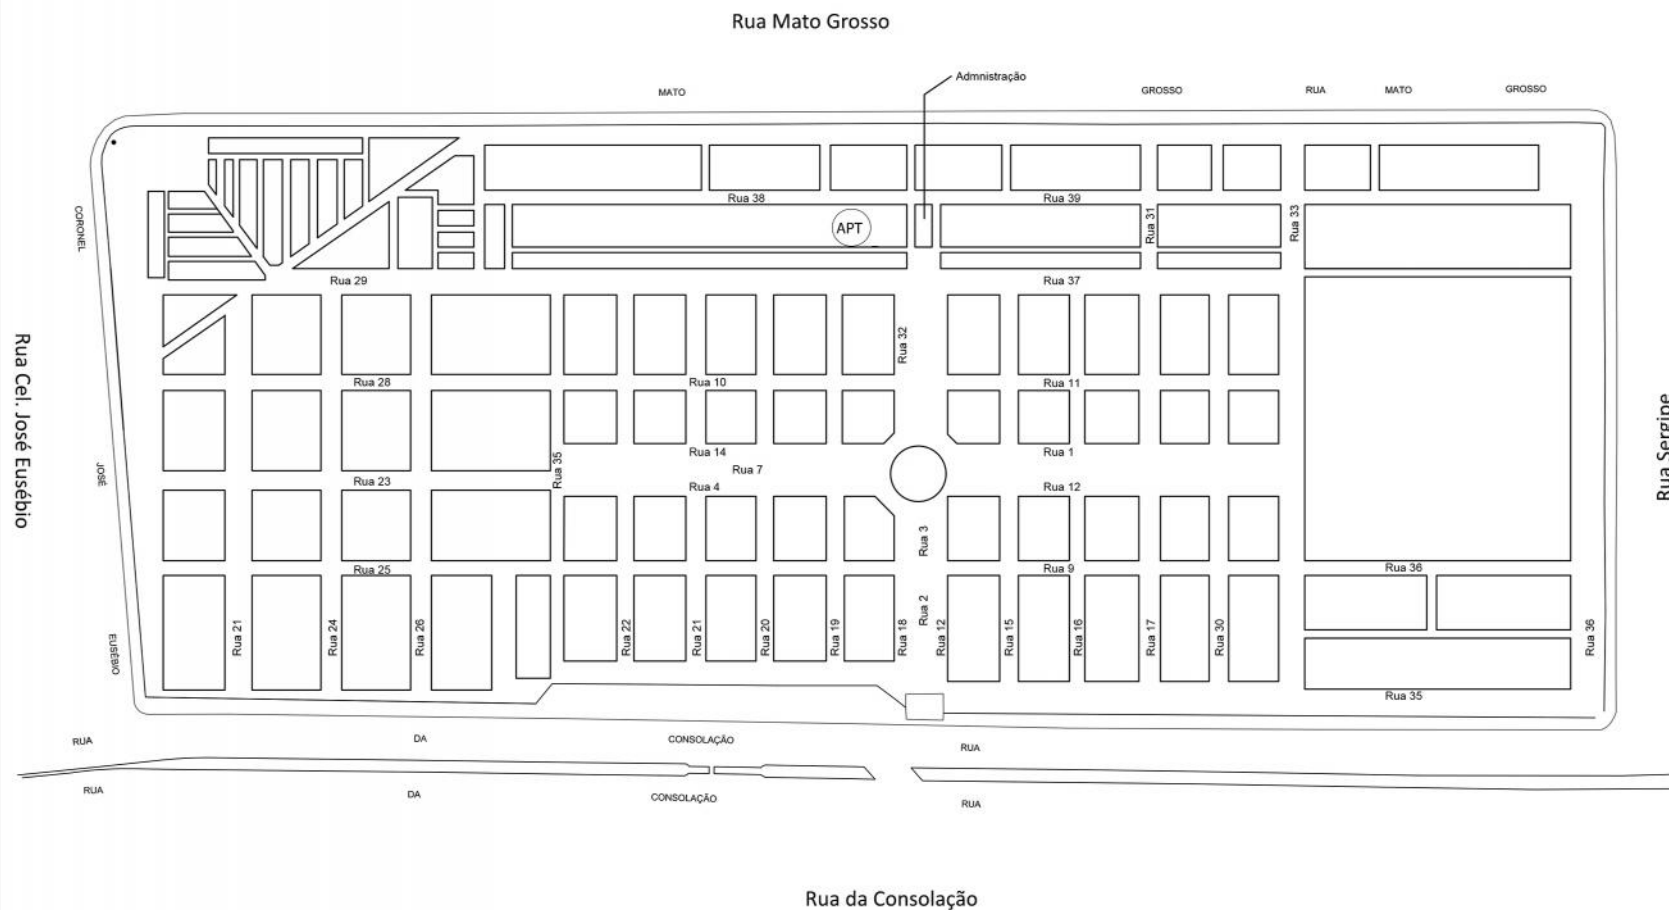 Rua Mato Grosso
Admnistração
MATO
GROSSO
RUA
MATO
GROSSO
Rua 38
Rua 39
Rua 31
Rua 33
CORONEL
APT
Rua 29
Rua 37
Rua 32
Rua Cel. José Eusébio
Rua 28
Rua 10
Rua 11
Rua Sergipe
JOSÉ
Rua 35
Rua 14
Rua 1
Rua 7
Rua 23
Rua 4
Rua 12
Rua 3
Rua 25
Rua 9
Rua 36
EUSÉBIO
Rua 21
Rua 24
Rua 26
Rua 22
Rua 21
Rua 20
Rua 19
Rua 18
Rua 2
Rua 12
Rua 15
Rua 16
Rua 17
Rua 30
Rua 36
Rua 35
RUA
DA
CONSOLAÇÃO
RUA
RUA
DA
CONSOLAÇÃO
RUA
Rua da Consolação